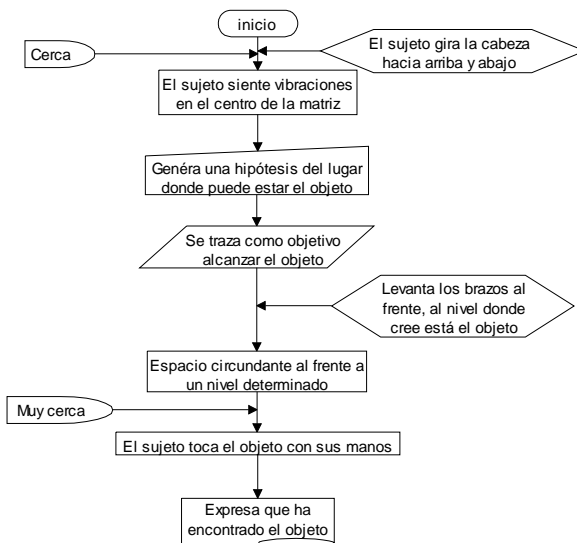 inicio
Cerca
El sujeto gira la cabeza
hacia arriba y abajo
El sujeto siente vibraciones
en el centro de la matriz
Genéra una hipótesis del lugar
donde puede estar el objeto
Se traza como objetivo
alcanzar el objeto
Levanta los brazos al
frente, al nivel donde
cree está el objeto
Espacio circundante al frente a
un nivel determinado
Muy cerca
El sujeto toca el objeto con sus manos
Expresa que ha
encontrado el objeto